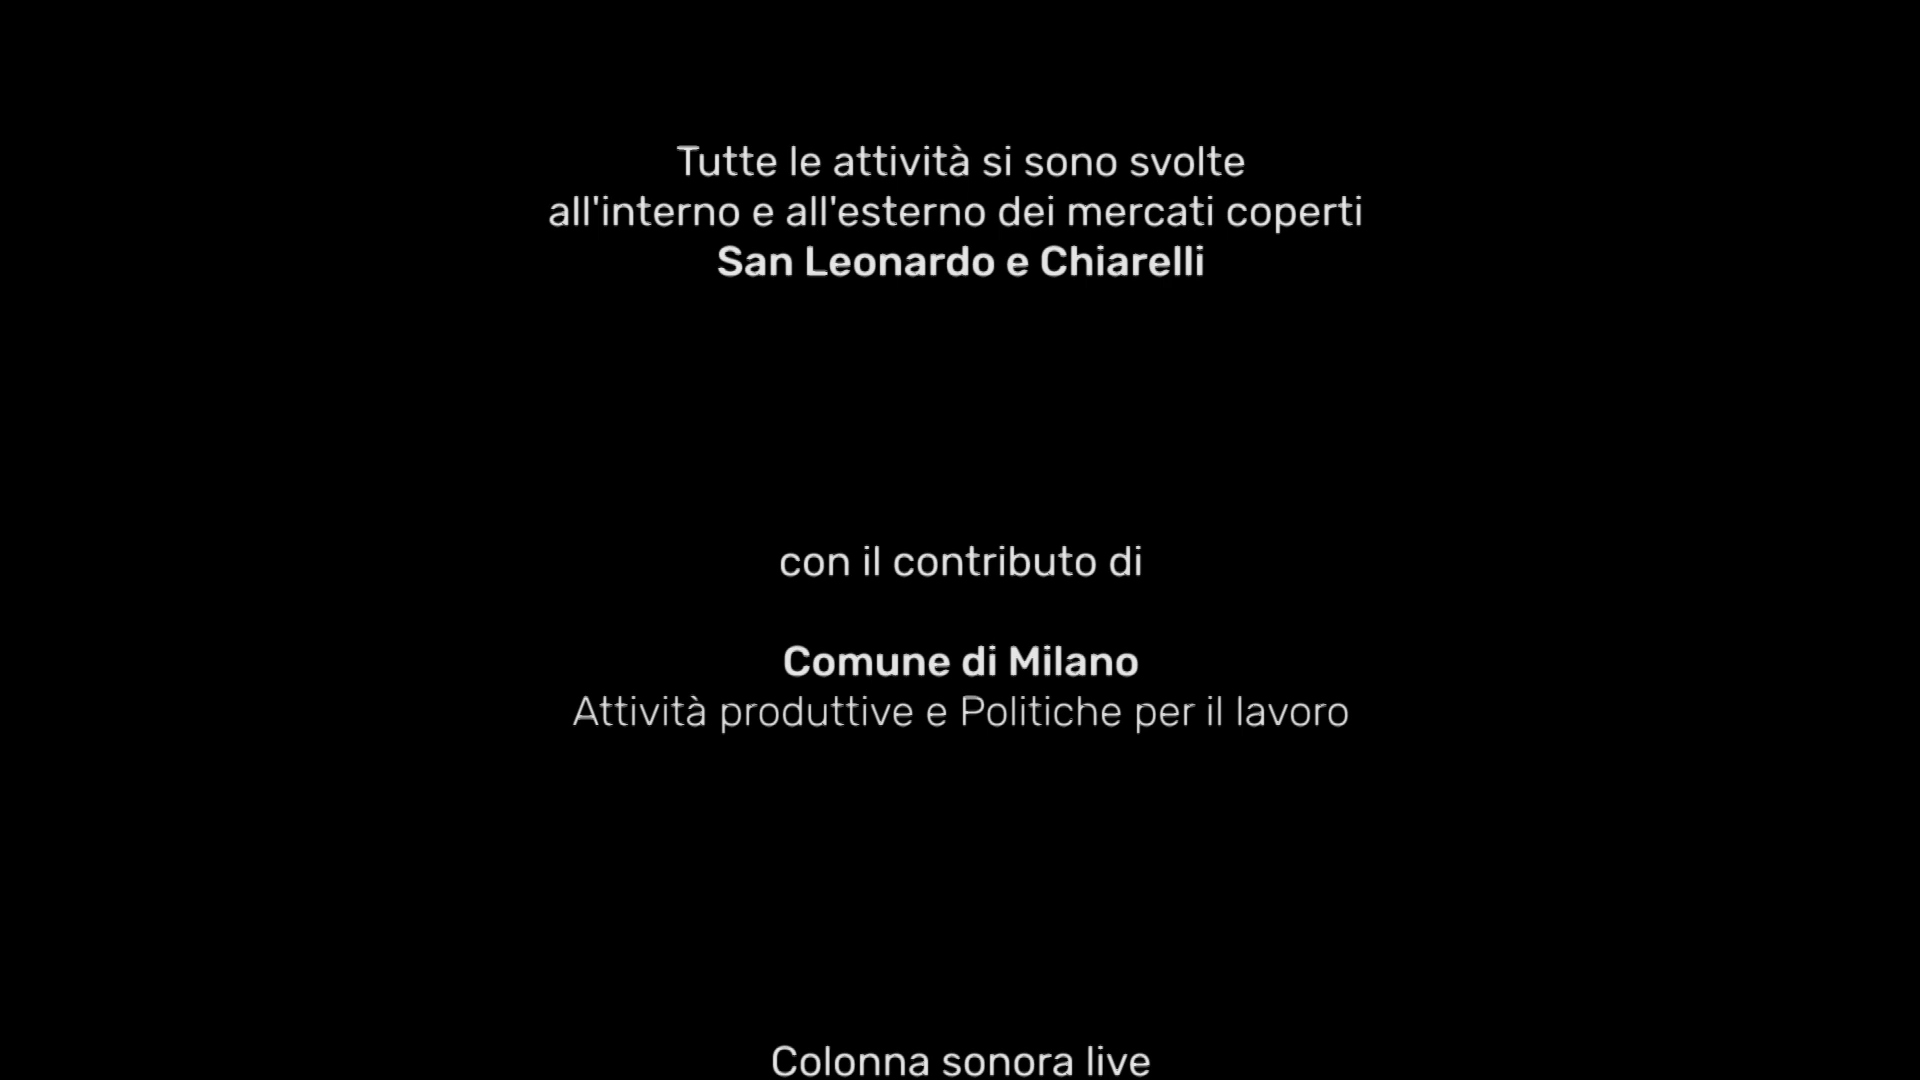 Tutte le attività si sono svolte
all'interno e all'esterno dei mercati coperti
San Leonardo e Chiarelli
con il contributo di
Comune di Milano
Attività produttive e Politiche per il lavoro
Colonna sonora live